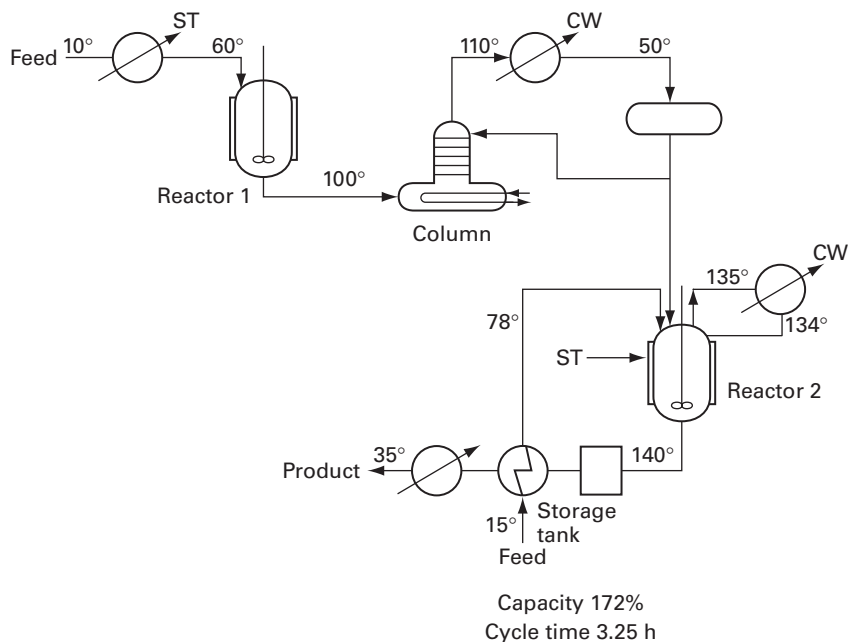 ST
CW
Feed
10°
60°
110°
50°
Reactor 1
100°
Column
CW
135°
78°
134°
ST
Reactor 2
Product
35°
140°
15°
Storage
tank
Feed
Capacity 172%
Cycle time 3.25 h